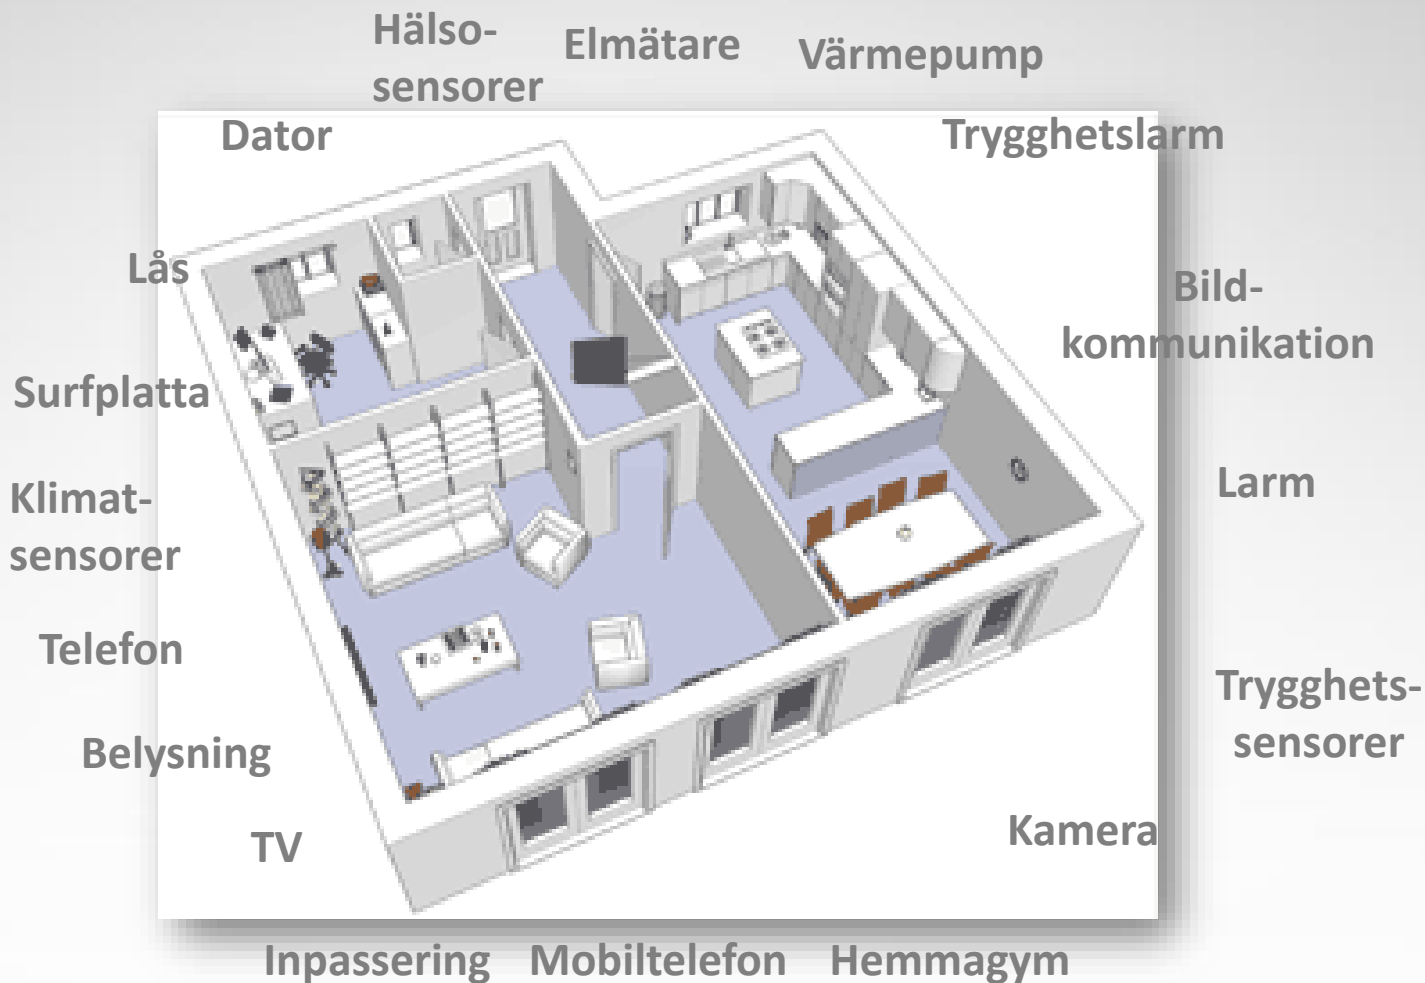 Hälso-
sensorer
Elmätare
Värmepump
Dator
Trygghetslarm
Lås
Bild-
kommunikation
Surfplatta
Klimat-
sensorer
Larm
Telefon
Trygghets-
sensorer
Belysning
TV
Kamera
Inpassering
Mobiltelefon
Hemmagym